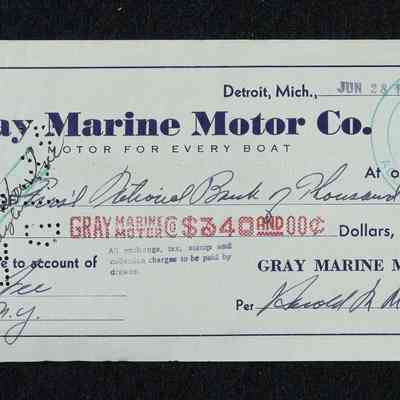 Detroit, Mich., JUN 28
ay Marine Motor Co.
MOTOR FOR EVERY BOAT
At
National Bank of Thousand
GRAY MARINE MOTOR CO $340 AND 00¢ Dollars,
All exchange, tax, stamp and
collection charges to be paid by
drawee.
e to account of
GRAY MARINE M
N.Y.
Per Harold